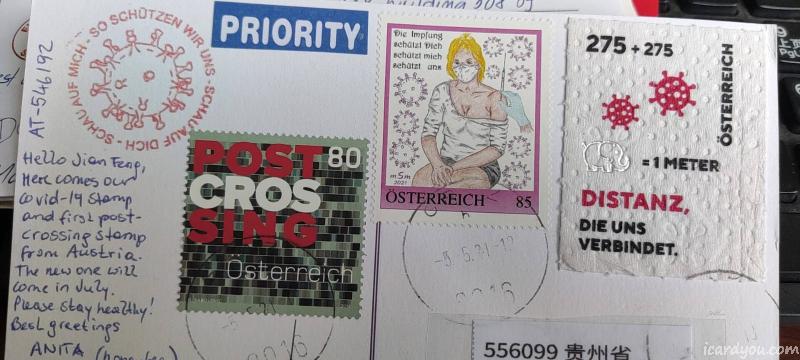 building 208
PRIORITY
SO SCHÜTZEN WIR UNS - SCHAU AUF DICH - SCHAU AUF MICH -
AT-546192
Hello Jian Feng,
Here comes our
covid-19 stamp
and first post-
crossing stamp
from Austria.
The new one will
come in July.
Please stay healthy!
Best greetings
ANITA
POST
CROS
SING
80
Österreich
Die Impfung
schützt Dich
schützt mich
schützt uns
m5m
2021
ÖSTERREICH 85
275 + 275
ÖSTERREICH
= 1 METER
DISTANZ,
DIE UNS
VERBINDET.
556099 贵州省
icardyou.com